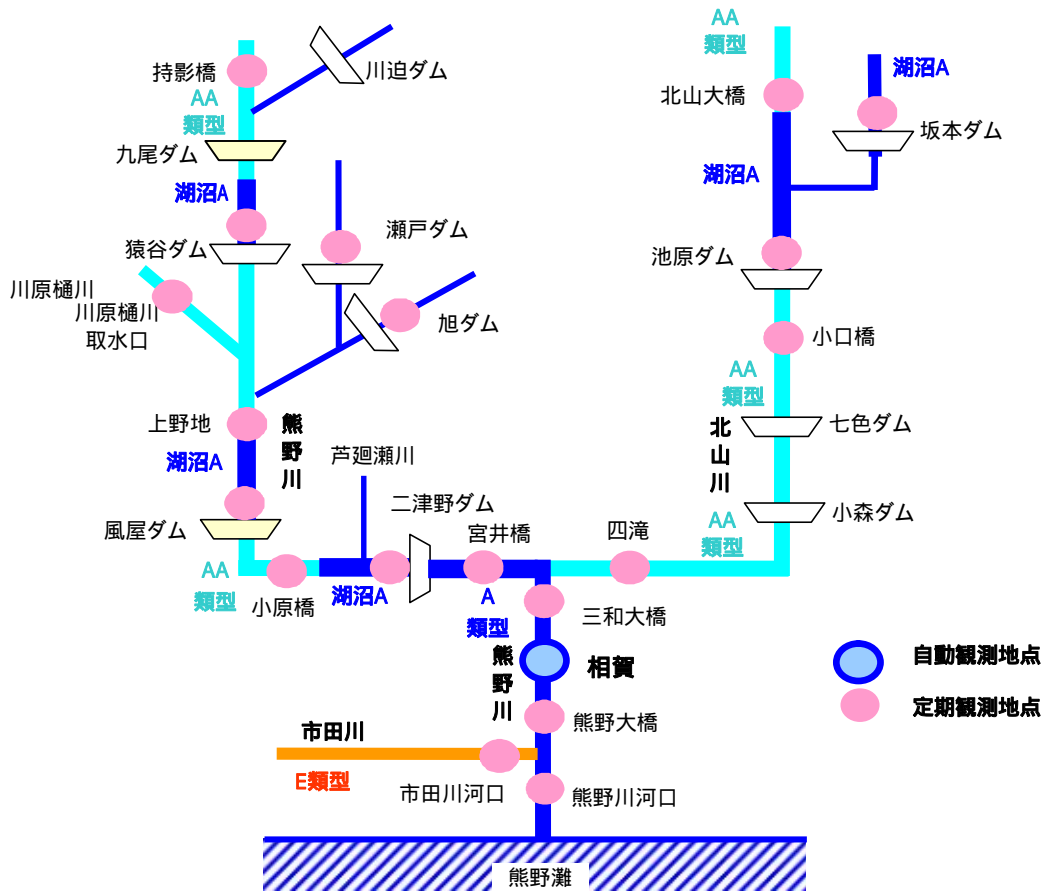 AA
類型
持影橋
川迫ダム
湖沼A
北山大橋
AA
類型
坂本ダム
九尾ダム
湖沼A
湖沼A
瀬戸ダム
猿谷ダム
池原ダム
川原樋川
川原樋川
取水口
旭ダム
小口橋
AA
類型
上野地
熊
野
川
北
山
川
七色ダム
湖沼A
芦廻瀬川
二津野ダム
風屋ダム
宮井橋
四滝
AA
類型
小森ダム
AA
類型
小原橋
湖沼A
A
類型
三和大橋
熊
野
川
相賀
自動観測地点
定期観測地点
熊野大橋
市田川
E類型
市田川河口
熊野川河口
熊野灘